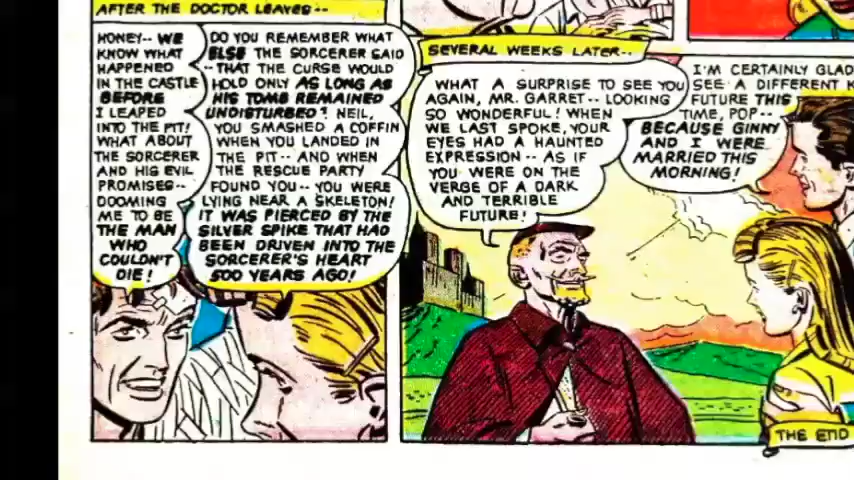 AFTER THE DOCTOR LEAVES--
HONEY-- WE
KNOW WHAT
HAPPENED
IN THE CASTLE
BEFORE
I LEAPED
INTO THE PIT!
WHAT ABOUT
THE SORCERER
AND HIS EVIL
PROMISES--
DOOMING
ME TO BE
THE MAN
WHO
COULDN'T
DIE!
DO YOU REMEMBER WHAT
ELSE THE SORCERER SAID
--THAT THE CURSE WOULD
HOLD ONLY AS LONG AS
HIS TOMB REMAINED
UNDISTURBED? NEIL,
YOU SMASHED A COFFIN
WHEN YOU LANDED IN
THE PIT-- AND WHEN
THE RESCUE PARTY
FOUND YOU-- YOU WERE
LYING NEAR A SKELETON!
IT WAS PIERCED BY THE
SILVER SPIKE THAT HAD
BEEN DRIVEN INTO THE
SORCERER'S HEART
500 YEARS AGO!
SEVERAL WEEKS LATER--
WHAT A SURPRISE TO SEE YOU
AGAIN, MR. GARRET-- LOOKING
SO WONDERFUL! WHEN
WE LAST SPOKE, YOUR
EYES HAD A HAUNTED
EXPRESSION-- AS IF
YOU WERE ON THE
VERGE OF A DARK
AND TERRIBLE
FUTURE!
I'M CERTAINLY GLAD
SEE A DIFFERENT K
FUTURE THIS
TIME, POP--
BECAUSE GINNY
AND I WERE
MARRIED THIS
MORNING!
THE END